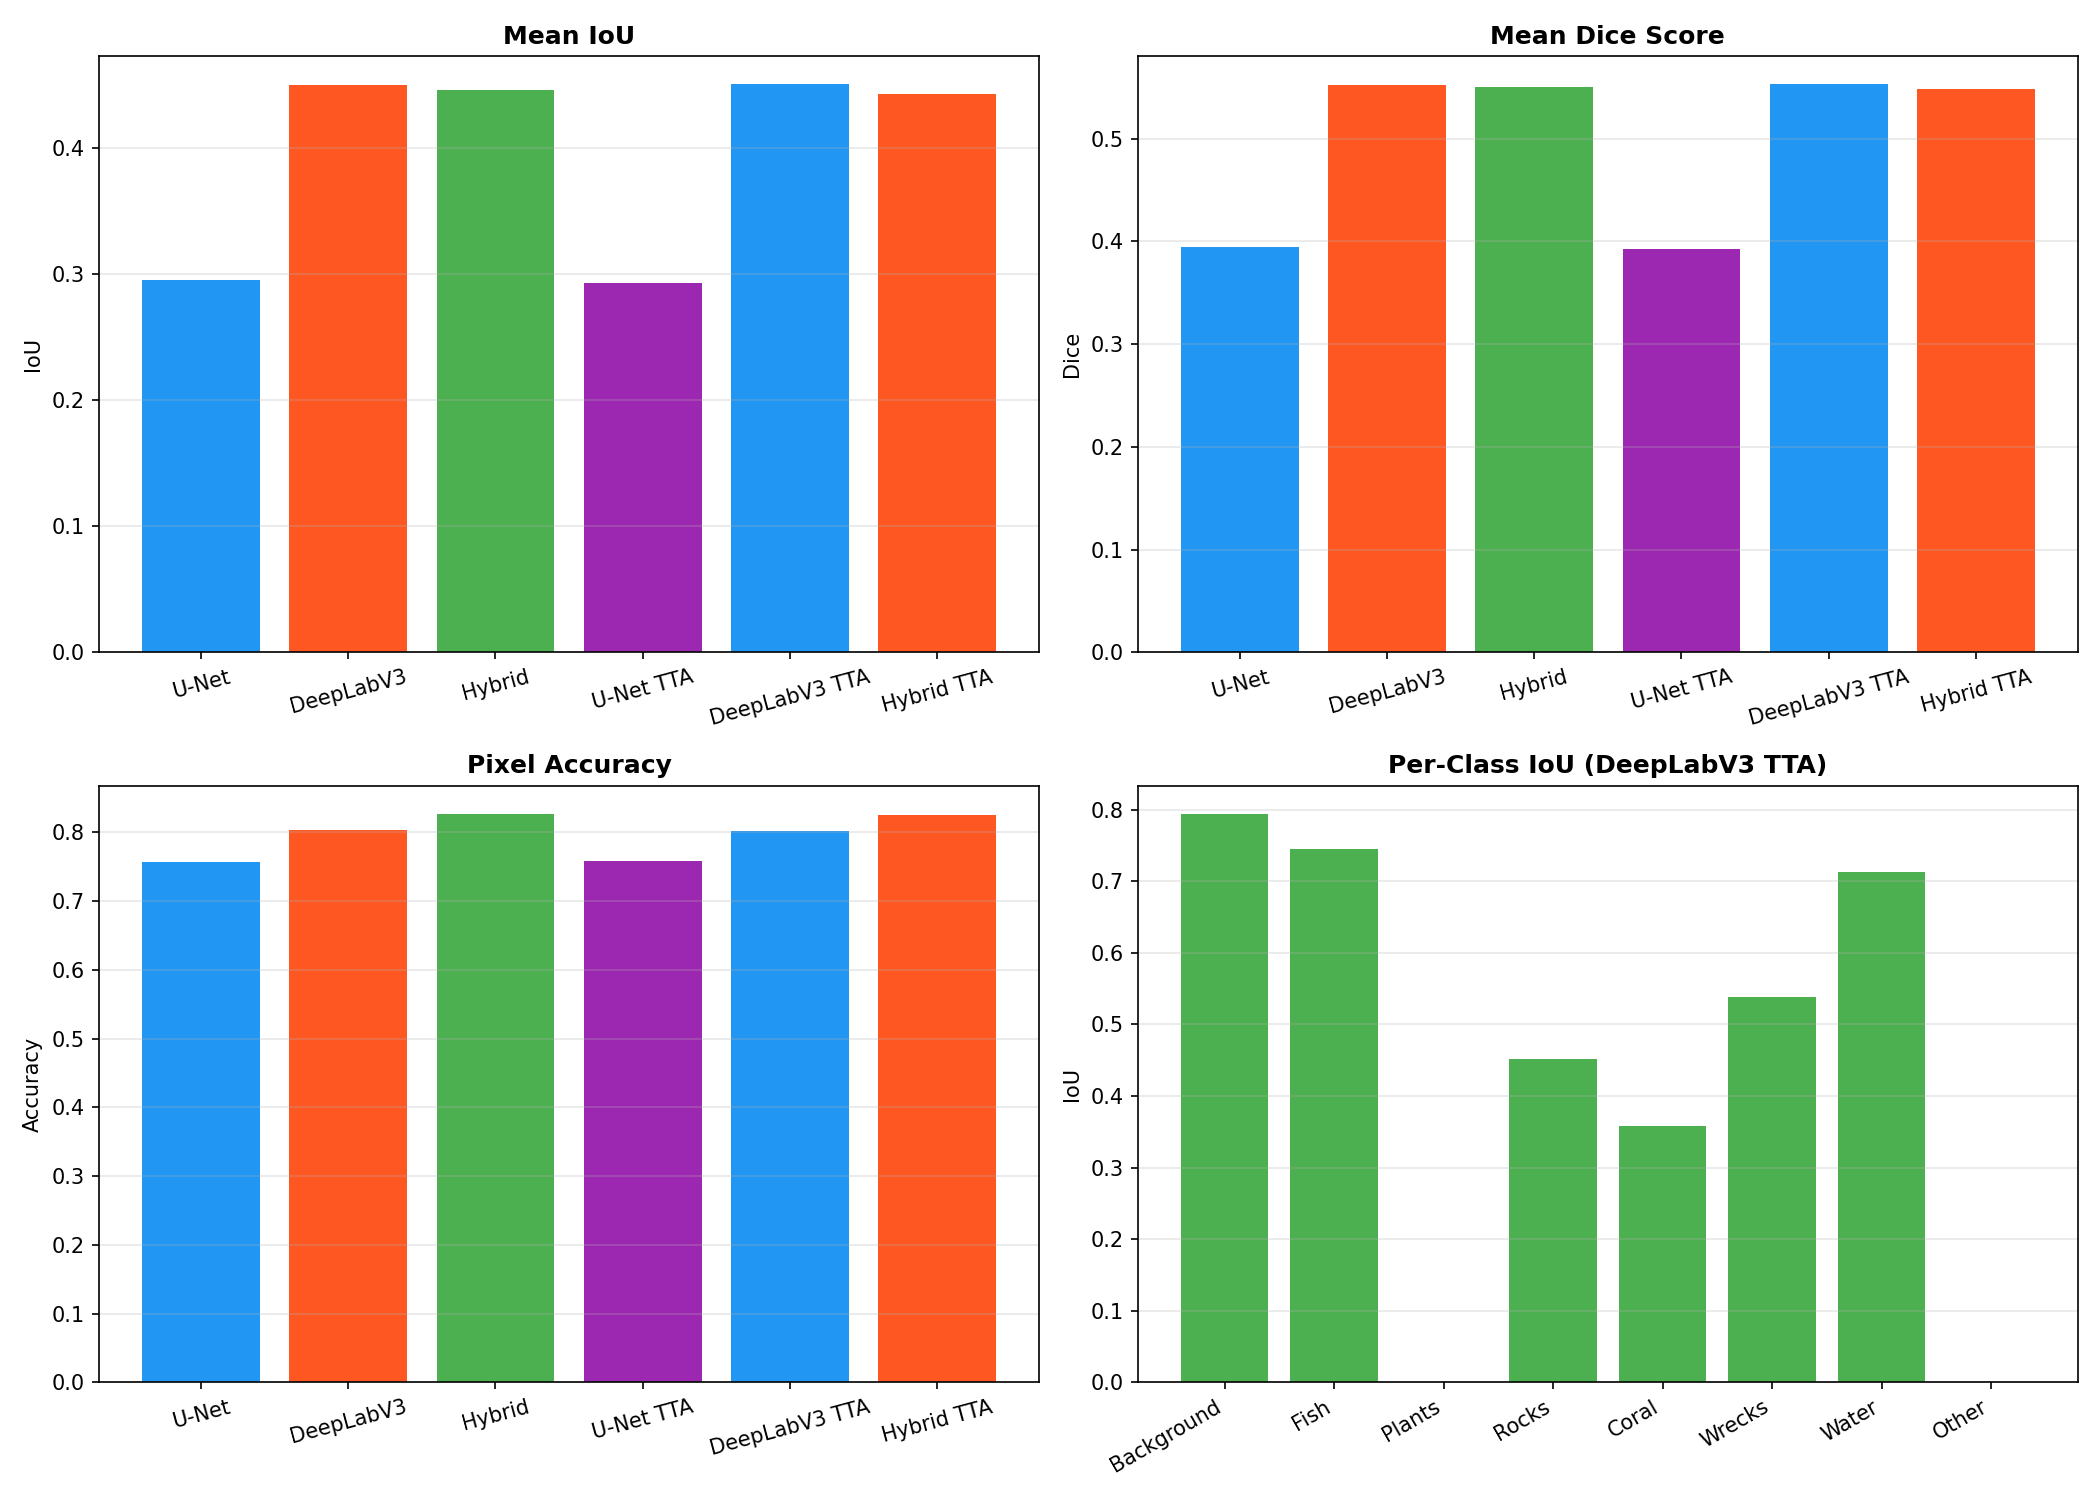 Mean IoU
IoU
0.4
0.3
0.2
0.1
0.0
U-Net
DeepLabV3
Hybrid
U-Net TTA
DeepLabV3 TTA
Hybrid TTA
Mean Dice Score
Dice
0.5
0.4
0.3
0.2
0.1
0.0
U-Net
DeepLabV3
Hybrid
U-Net TTA
DeepLabV3 TTA
Hybrid TTA
Pixel Accuracy
Accuracy
0.8
0.7
0.6
0.5
0.4
0.3
0.2
0.1
0.0
U-Net
DeepLabV3
Hybrid
U-Net TTA
DeepLabV3 TTA
Hybrid TTA
Per-Class IoU (DeepLabV3 TTA)
IoU
0.8
0.7
0.6
0.5
0.4
0.3
0.2
0.1
0.0
Background
Fish
Plants
Rocks
Coral
Wrecks
Water
Other